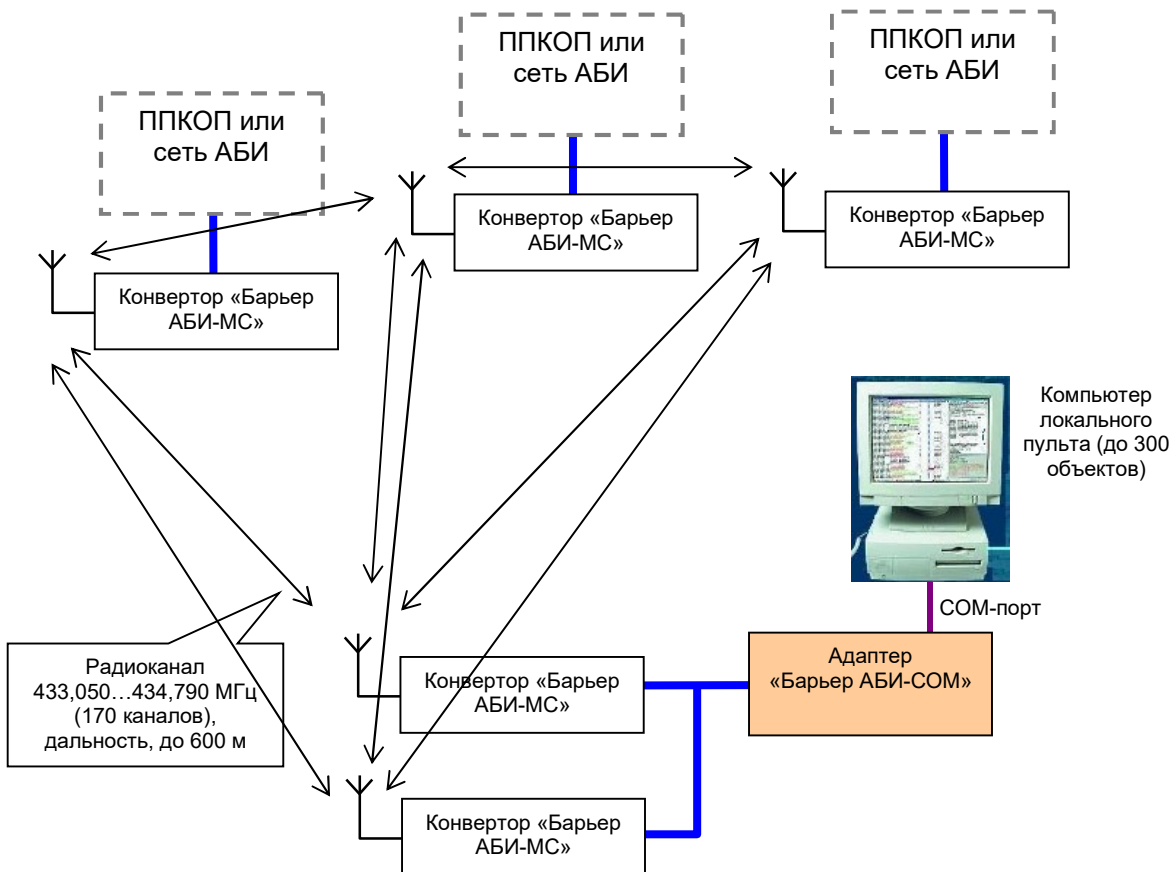 ППКОП или
сеть АБИ
ППКОП или
сеть АБИ
ППКОП или
сеть АБИ
Конвертор «Барьер
АБИ-МС»
Конвертор «Барьер
АБИ-МС»
Конвертор «Барьер
АБИ-МС»
Компьютер
локального
пульта (до 300
объектов)
COM-порт
Радиоканал
433,050…434,790 МГц
(170 каналов),
дальность, до 600 м
Конвертор «Барьер
АБИ-МС»
Адаптер
«Барьер АБИ-COM»
Конвертор «Барьер
АБИ-МС»